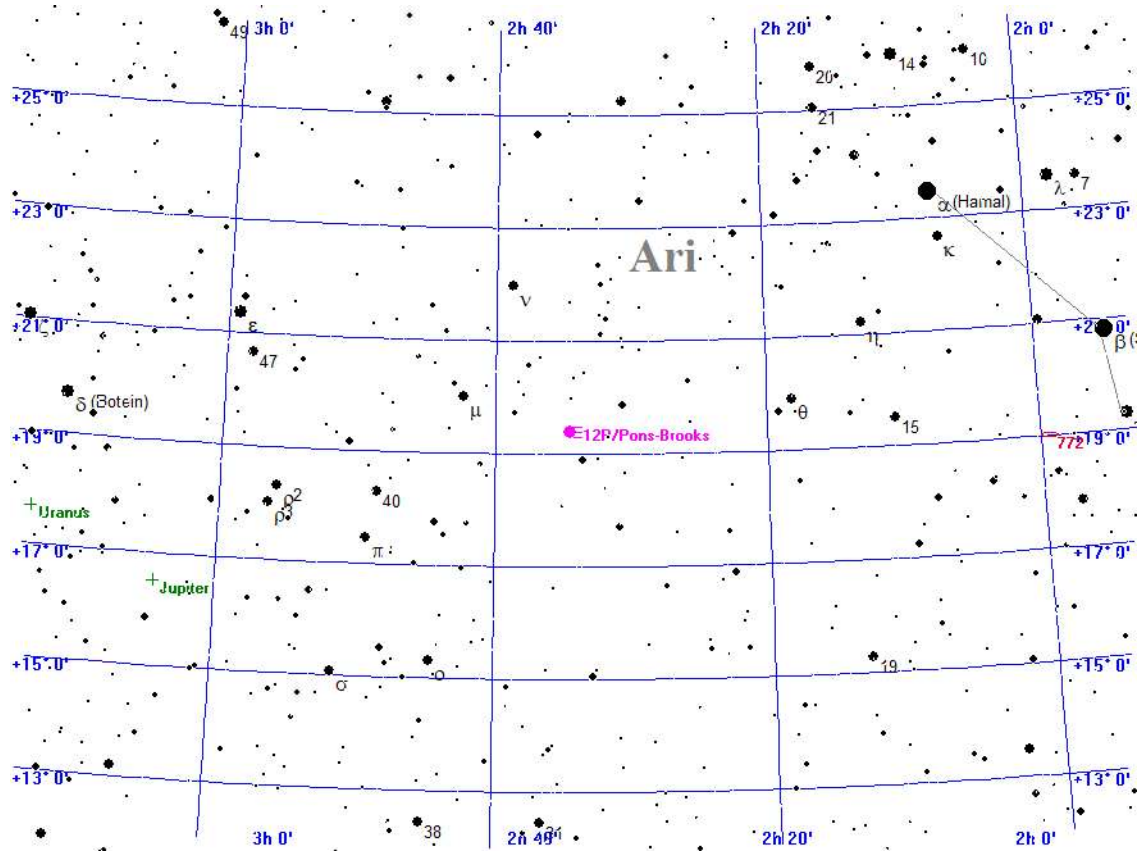 49
3h 0'
2h 40'
2h 20'
2h 0'
20
14
10
+25° 0'
+25° 0'
21
λ
7
α (Hamal)
+23° 0'
+23° 0'
κ
Ari
ν
+21° 0'
ε
η
47
β
δ (Botein)
μ
θ
15
12P/Pons-Brooks
+19° 0'
+19° 0'
772
ρ2
40
ρ3
Uranus
π
+17° 0'
+17° 0'
Jupiter
+15° 0'
+15° 0'
σ
ο
19
+13° 0'
+13° 0'
38
3h 0'
2h 40'
2h 20'
2h 0'